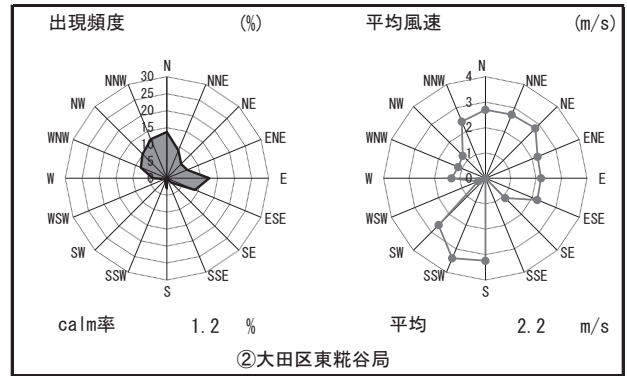 出現頻度 (%) 平均風速 (m/s)
N N
NNW 30 NNE NNW 4 NNE
NW 25 NE NW 3 NE
20
WNW 15 ENE WNW 2 ENE
10 1
5
W 0 E W 0 E
WSW ESE WSW ESE
SW SE SW SE
SSW SSE SSW SSE
S S
calm率 1.2 % 平均 2.2 m/s
②大田区東糀谷局